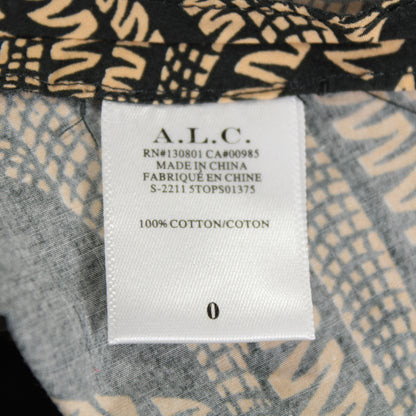 A.L.C.
RN#130801 CA#00985
MADE IN CHINA
FABRIQUÉ EN CHINE
S-2211 5TOPS01375
100% COTTON/COTON
0